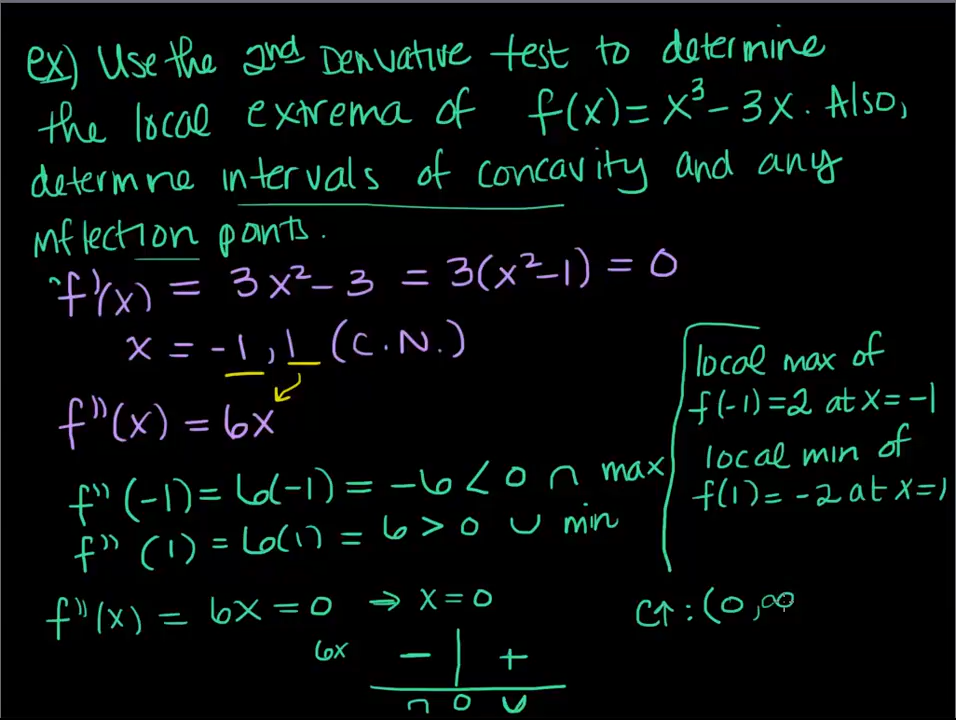 ex) Use the 2nd Derivative test to determine
the local extrema of f(x) = x³ - 3x. Also,
determine intervals of concavity and any
inflection points.
f'(x) = 3x² - 3 = 3(x² - 1) = 0
x = -1, 1 (C.N.)
f''(x) = 6x
f''(-1) = 6(-1) = -6 < 0 ∩ max
f''(1) = 6(1) = 6 > 0 ∪ min
local max of
f(-1) = 2 at x = -1
local min of
f(1) = -2 at x = 1
f''(x) = 6x = 0 → x = 0
6x - | +
∩ 0 ∪
C↑: (0, ∞